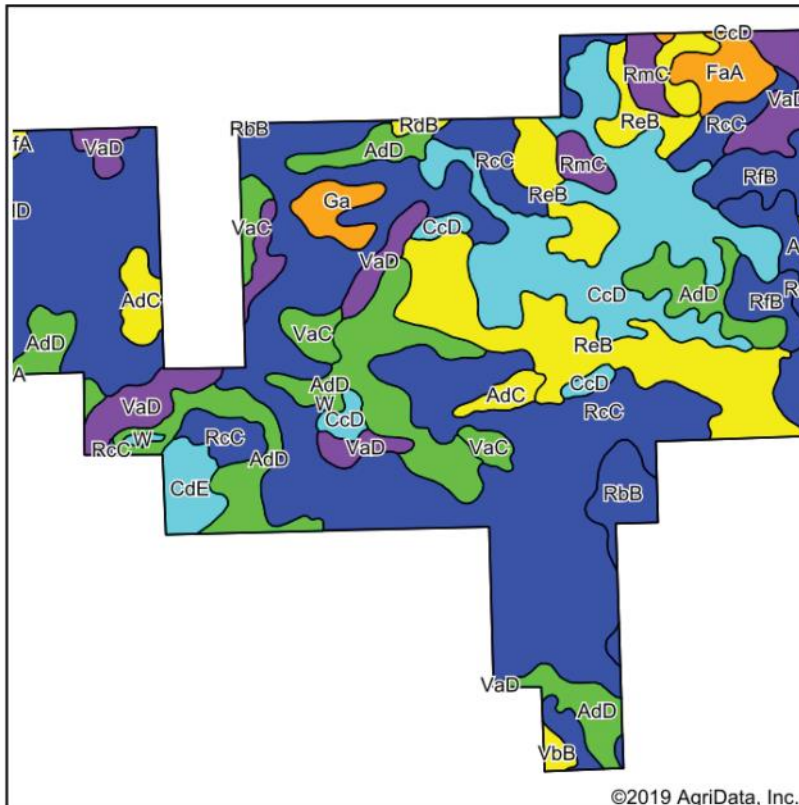 CcD
RmC
FaA
VaD
ReB
RcC
RbB
RdB
fA
VaD
AdD
RcC
RmC
RfB
ReB
Ga
lD
VaC
CcD
A
VaD
CcD
AdD
RfB
R
AdC
VaC
AdD
ReB
A
AdD
CcD
AdC
W
VaD
CcD
RcC
W
RcC
RcC
VaD
VaC
AdD
CdE
RbB
VaD
AdD
VbB
©2019 AgriData, Inc.